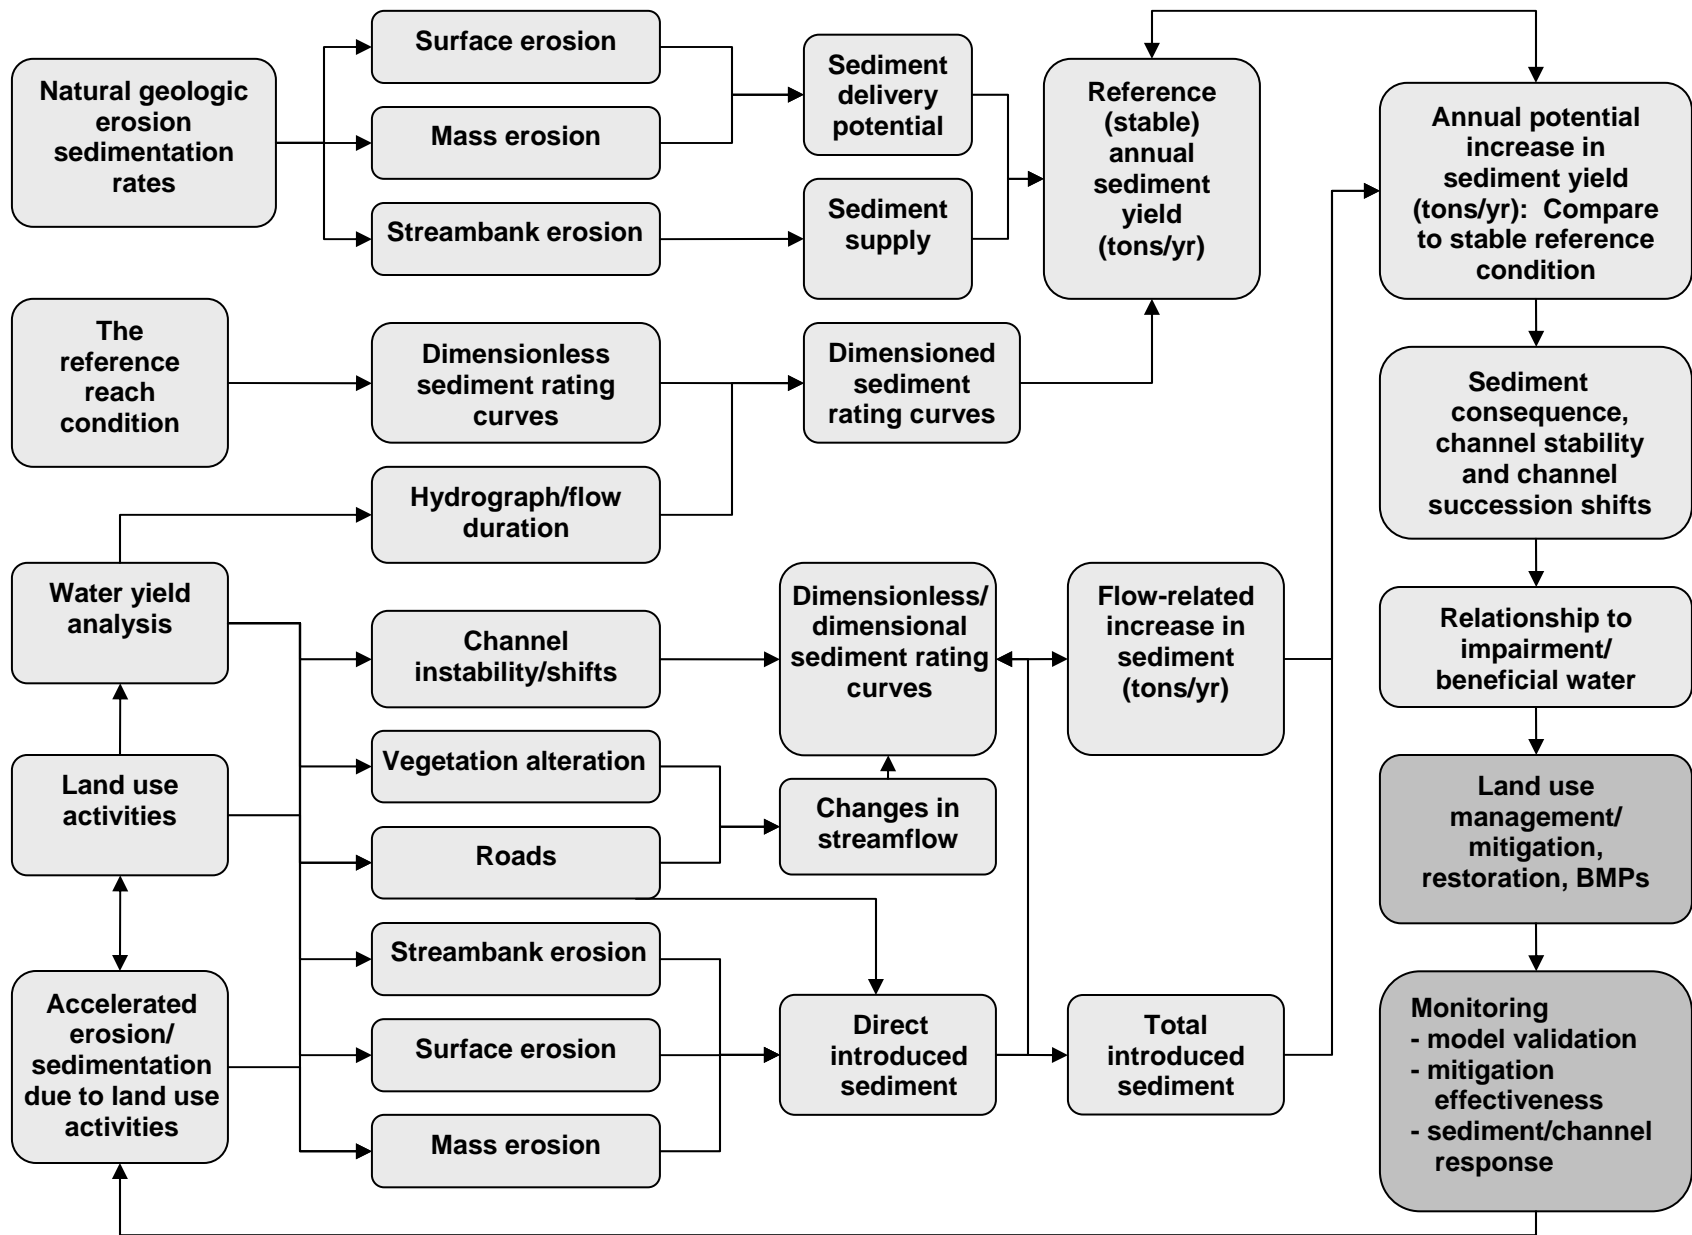 Natural geologic
erosion
sedimentation
rates
Surface erosion
Mass erosion
Streambank erosion
Sediment
delivery
potential
Sediment
supply
Reference
(stable)
annual
sediment
yield
(tons/yr)
Annual potential
increase in
sediment yield
(tons/yr): Compare
to stable reference
condition
The
reference
reach
condition
Dimensionless
sediment rating
curves
Dimensioned
sediment
rating curves
Hydrograph/flow
duration
Sediment
consequence,
channel stability
and channel
succession shifts
Water yield
analysis
Channel
instability/shifts
Dimensionless/
dimensional
sediment rating
curves
Flow-related
increase in
sediment
(tons/yr)
Relationship to
impairment/
beneficial water
Land use
activities
Vegetation alteration
Roads
Changes in
streamflow
Land use
management/
mitigation,
restoration, BMPs
Accelerated
erosion/
sedimentation
due to land use
activities
Streambank erosion
Surface erosion
Mass erosion
Direct
introduced
sediment
Total
introduced
sediment
Monitoring
- model validation
- mitigation
effectiveness
- sediment/channel
response